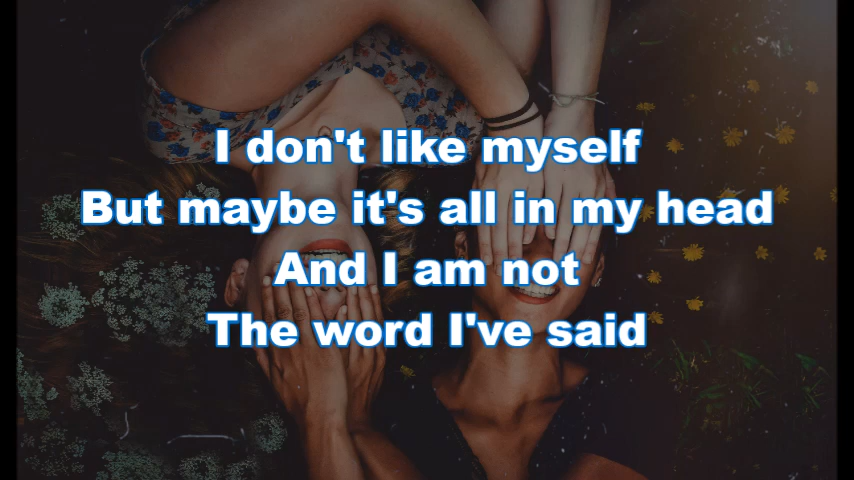 I don't like myself
But maybe it's all in my head
And I am not
The word I've said